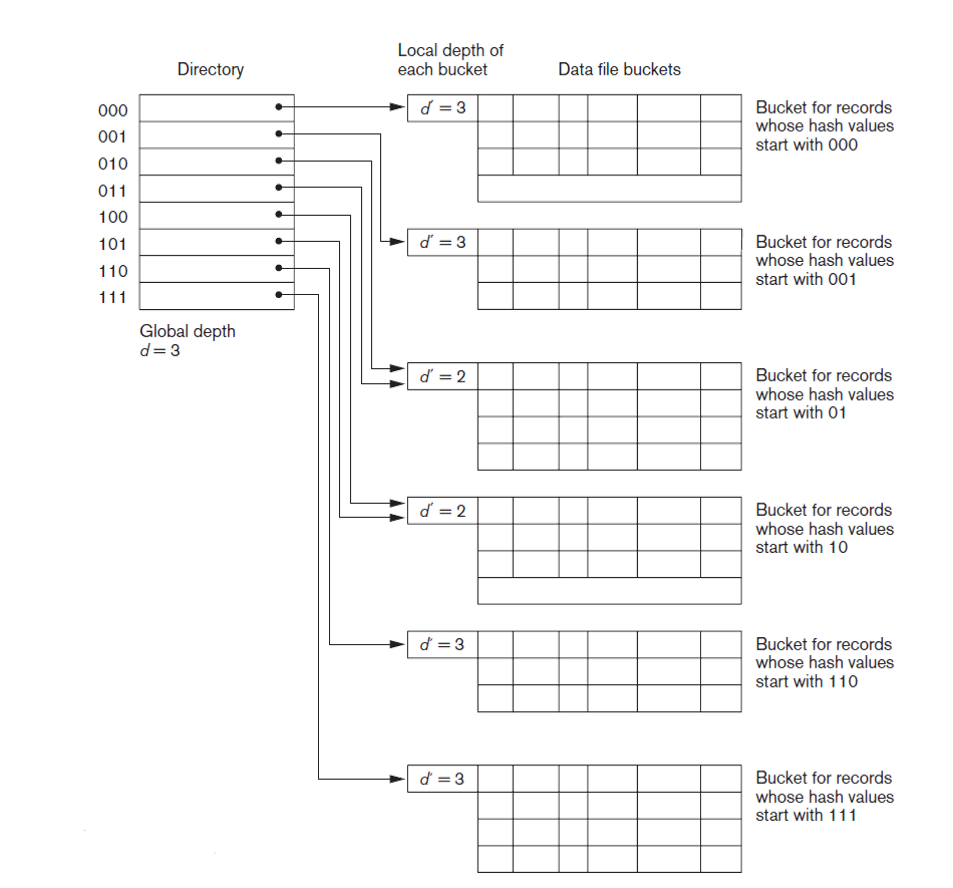 Directory
Local depth of
each bucket
Data file buckets
000
001
010
011
100
101
110
111
Global depth
d = 3
d′ = 3
Bucket for records
whose hash values
start with 000
d′ = 3
Bucket for records
whose hash values
start with 001
d′ = 2
Bucket for records
whose hash values
start with 01
d′ = 2
Bucket for records
whose hash values
start with 10
d′ = 3
Bucket for records
whose hash values
start with 110
d′ = 3
Bucket for records
whose hash values
start with 111